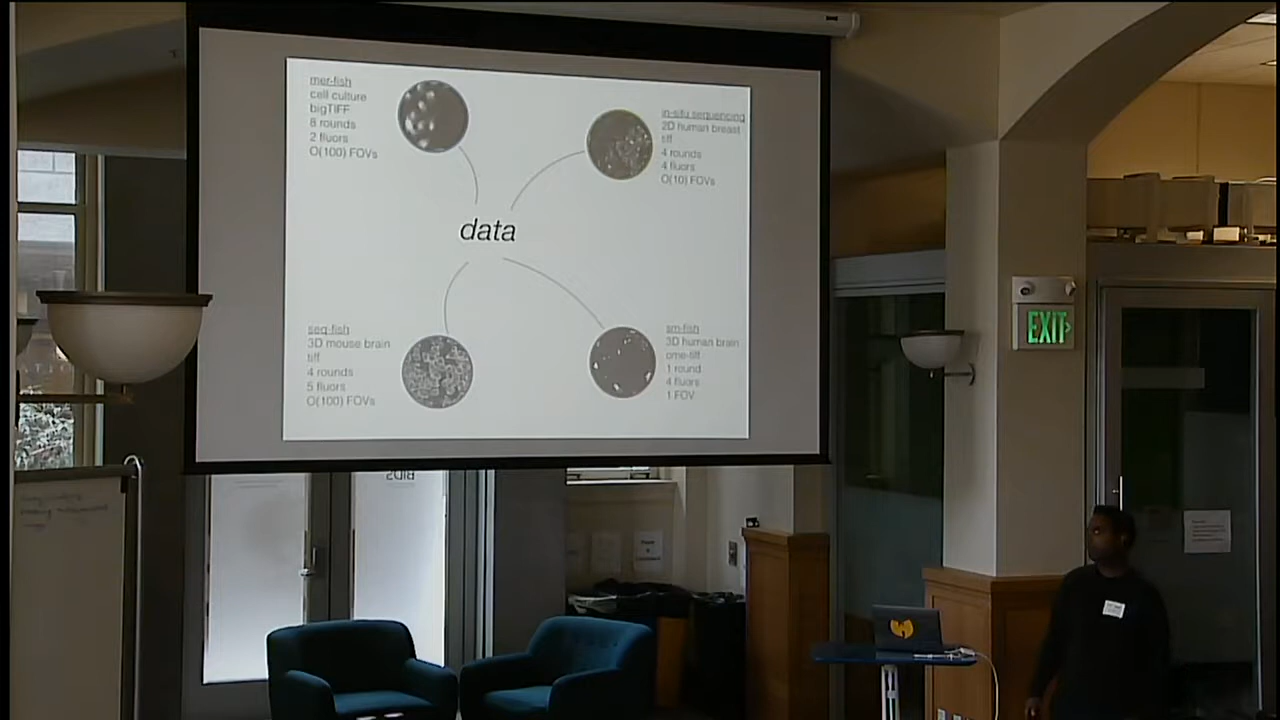 mer-fish
cell culture
bigTIFF
8 rounds
2 fluors
O(100) FOVs
in-situ sequencing
2D human breast
tiff
4 rounds
4 fluors
O(10) FOVs
data
seq-fish
3D mouse brain
tiff
4 rounds
5 fluors
O(100) FOVs
sm-fish
3D human brain
ome-tiff
1 round
4 fluors
1 FOV
EXIT
BIDS